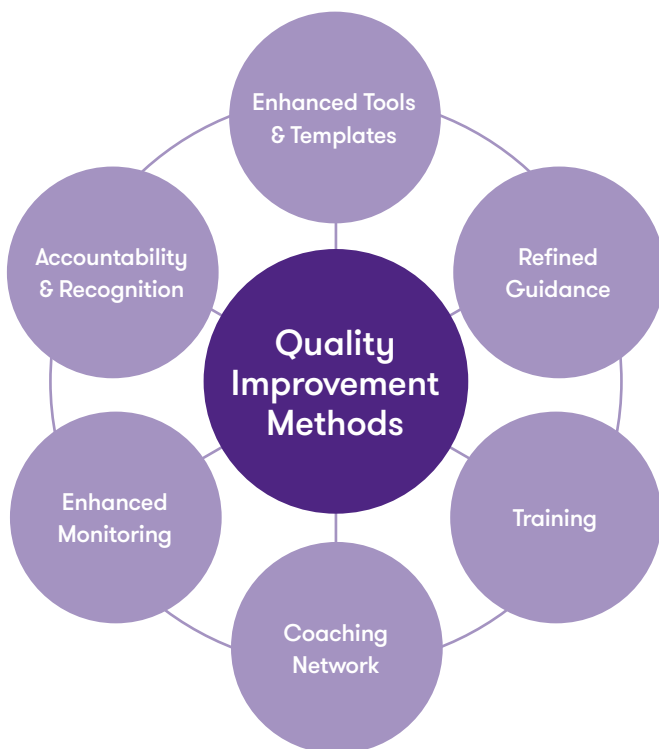 Enhanced Tools
& Templates
Accountability
& Recognition
Refined
Guidance
Quality
Improvement
Methods
Enhanced
Monitoring
Training
Coaching
Network